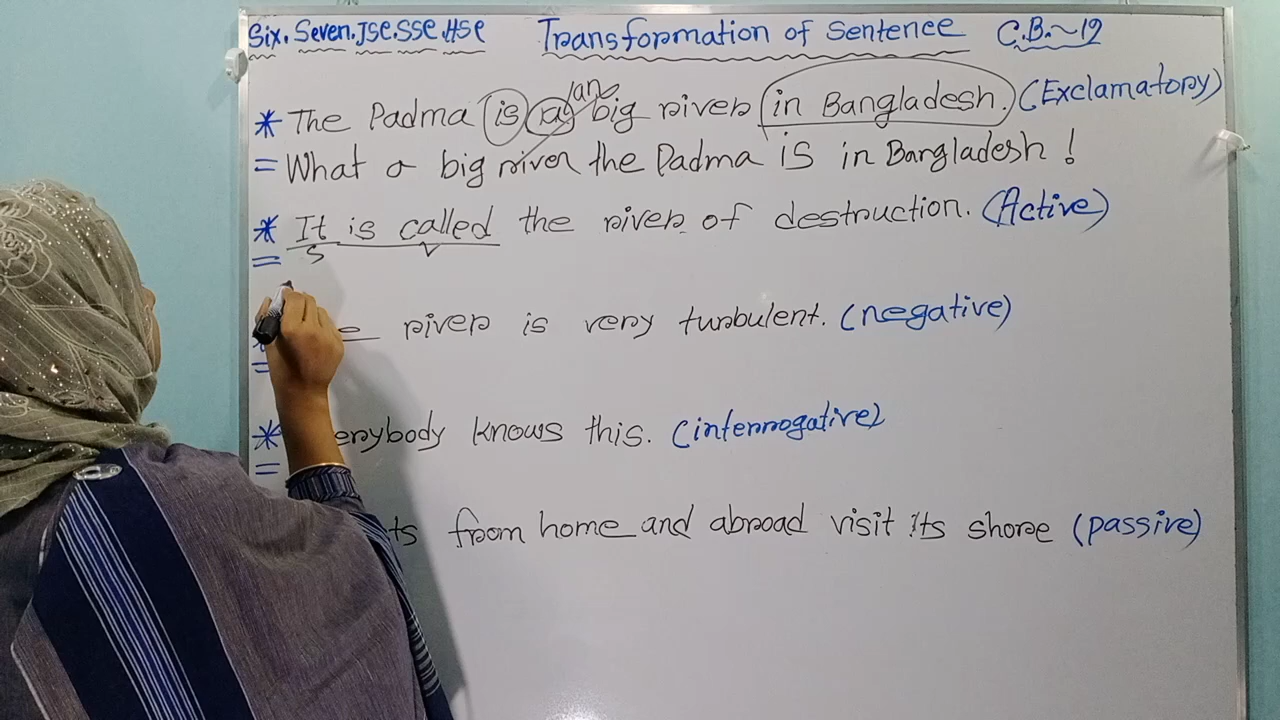 Six. Seven. JSC. SSC. HSC Transformation of Sentence C.B.~19
an
* The Padma is a big river in Bangladesh. (Exclamatory)
= What a big river the Padma is in Bangladesh!
* It is called the river of destruction. (Active)
= S V
river is very turbulent. (negative)
=
* erybody knows this. (interrogative)
=
ts from home and abroad visit its shore (passive)